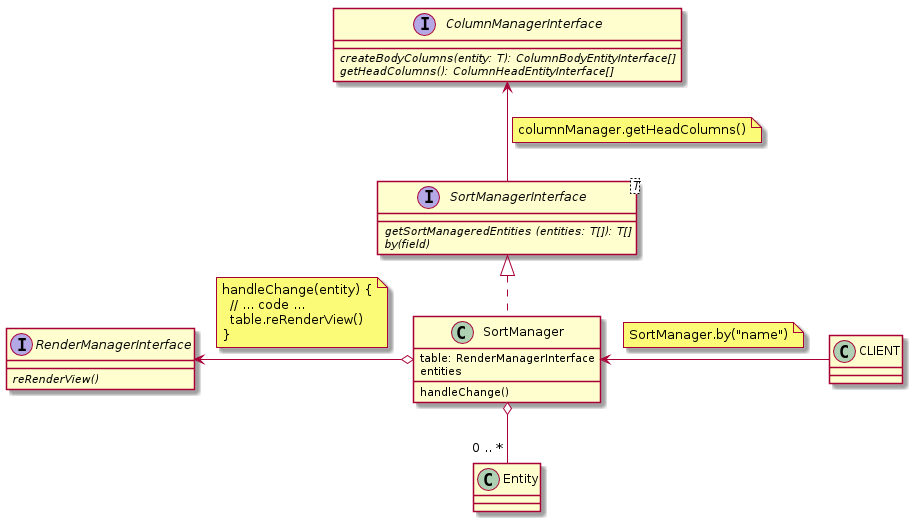 I ColumnManagerInterface
createBodyColumns(entity: T): ColumnBodyEntityInterface[]
getHeadColumns(): ColumnHeadEntityInterface[]
columnManager.getHeadColumns()
T
I SortManagerInterface
getSortManageredEntities (entities: T[]): T[]
by(field)
handleChange(entity) {
// ... code ...
table.reRenderView()
}
I RenderManagerInterface
reRenderView()
C SortManager
table: RenderManagerInterface
entities
handleChange()
SortManager.by("name")
C CLIENT
0 .. *
C Entity